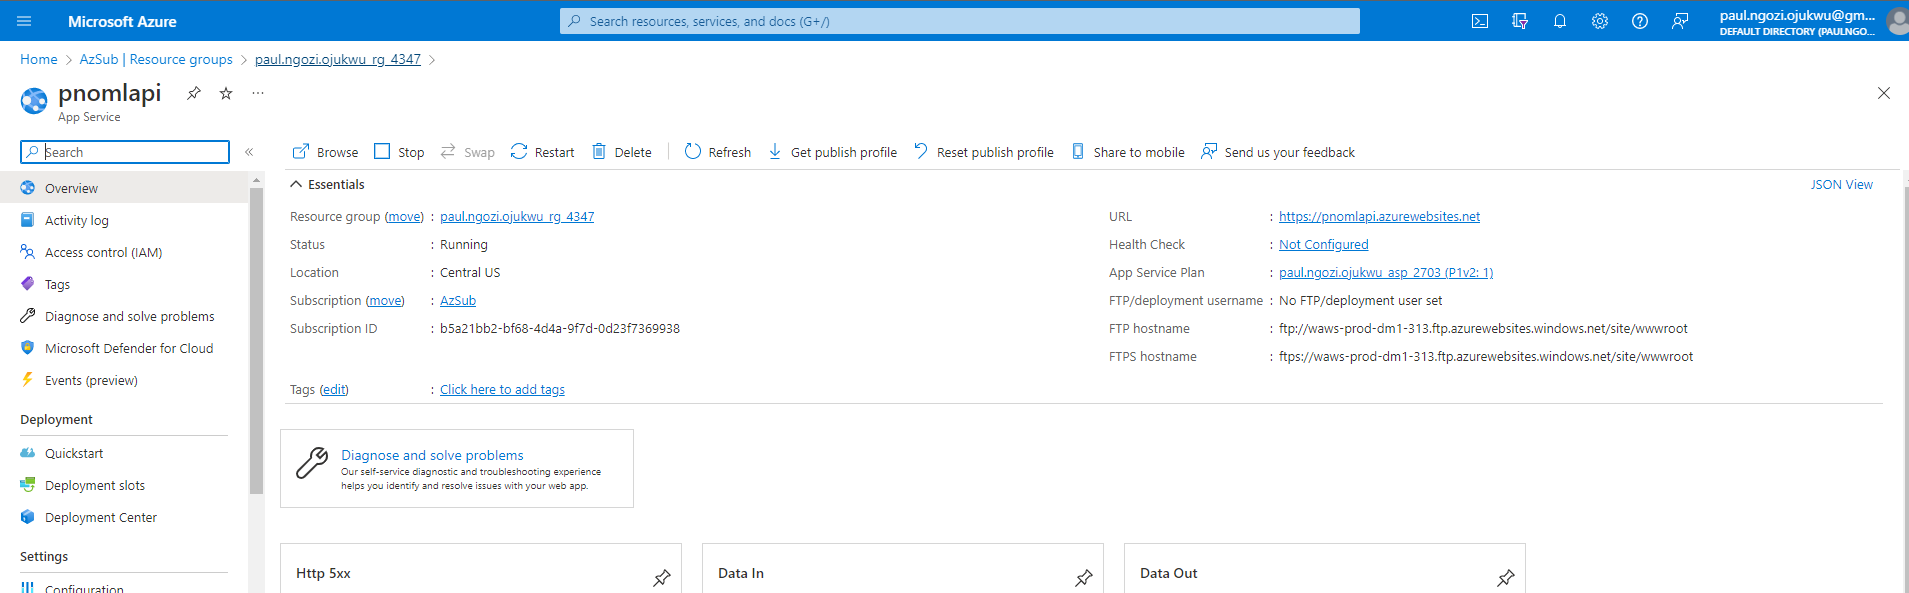 Microsoft Azure
Search resources, services, and docs (G+/)
paul.ngozi.ojukwu@gm...
DEFAULT DIRECTORY (PAULNGO...
Home > AzSub | Resource groups > paul.ngozi.ojukwu_rg_4347 >
pnomlapi
App Service
Search
Browse Stop Swap Restart Delete Refresh Get publish profile Reset publish profile Share to mobile Send us your feedback
Overview
Activity log
Access control (IAM)
Tags
Diagnose and solve problems
Microsoft Defender for Cloud
Events (preview)
Deployment
Quickstart
Deployment slots
Deployment Center
Settings
Configuration
Essentials
JSON View
Resource group (move) : paul.ngozi.ojukwu_rg_4347
Status : Running
Location : Central US
Subscription (move) : AzSub
Subscription ID : b5a21bb2-bf68-4d4a-9f7d-0d23f7369938
URL : https://pnomlapi.azurewebsites.net
Health Check : Not Configured
App Service Plan : paul.ngozi.ojukwu_asp_2703 (P1v2: 1)
FTP/deployment username : No FTP/deployment user set
FTP hostname : ftp://waws-prod-dm1-313.ftp.azurewebsites.windows.net/site/wwwroot
FTPS hostname : ftps://waws-prod-dm1-313.ftp.azurewebsites.windows.net/site/wwwroot
Tags (edit) : Click here to add tags
Diagnose and solve problems
Our self-service diagnostic and troubleshooting experience
helps you identify and resolve issues with your web app.
Http 5xx
Data In
Data Out